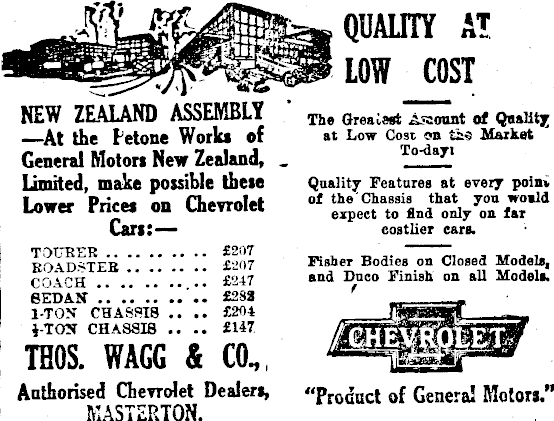 NEW ZEALAND ASSEMBLY
—At the Petone Works of
General Motors New Zealand,
Limited, make possible these
Lower Prices on Chevrolet
Cars:—
TOURER .. .. .. .. .. £207
ROADSTER .. .. .. .. £207
COACH .. .. .. .. .. £247
SEDAN .. .. .. .. .. £282
1-TON CHASSIS .. .. £204
½-TON CHASSIS .. .. £147
THOS. WAGG & CO.,
Authorised Chevrolet Dealers,
MASTERTON.
QUALITY AT
LOW COST
The Greatest Amount of Quality
at Low Cost on the Market
To-day!
Quality Features at every point
of the Chassis that you would
expect to find only on far
costlier cars.
Fisher Bodies on Closed Models,
and Duco Finish on all Models.
CHEVROLET
"Product of General Motors."